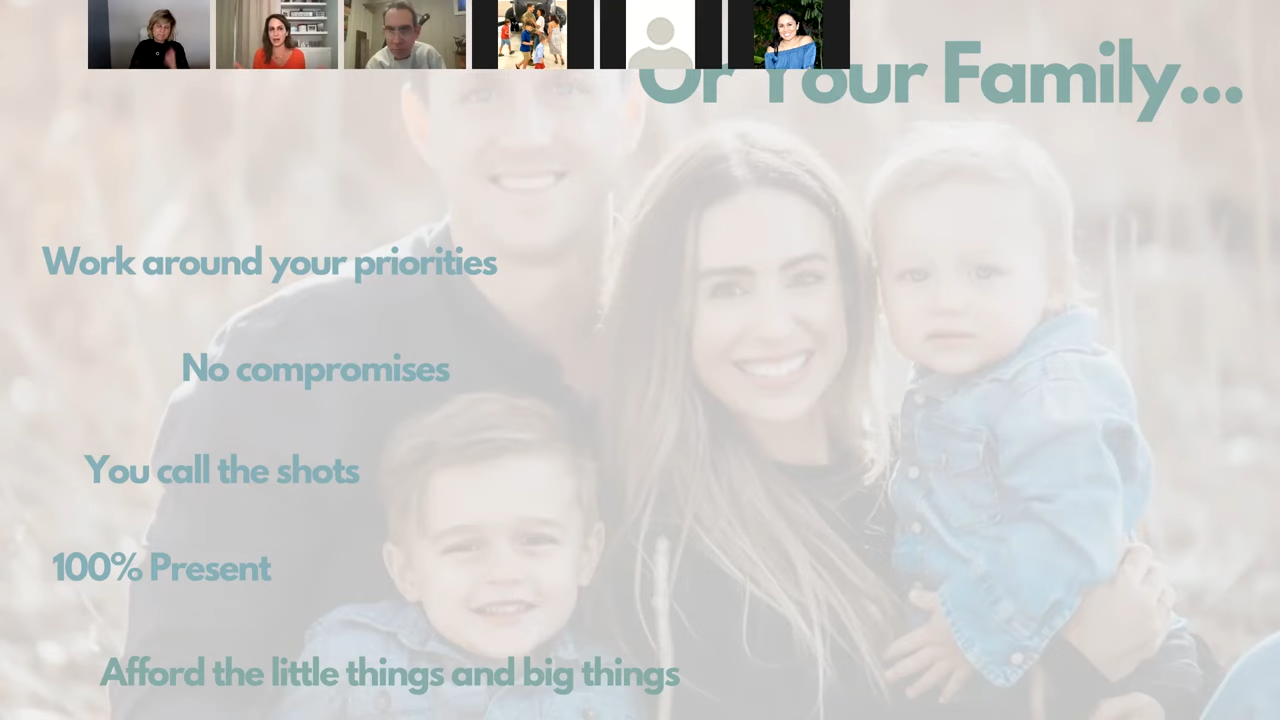 Or Your Family...
Work around your priorities
No compromises
You call the shots
100% Present
Afford the little things and big things